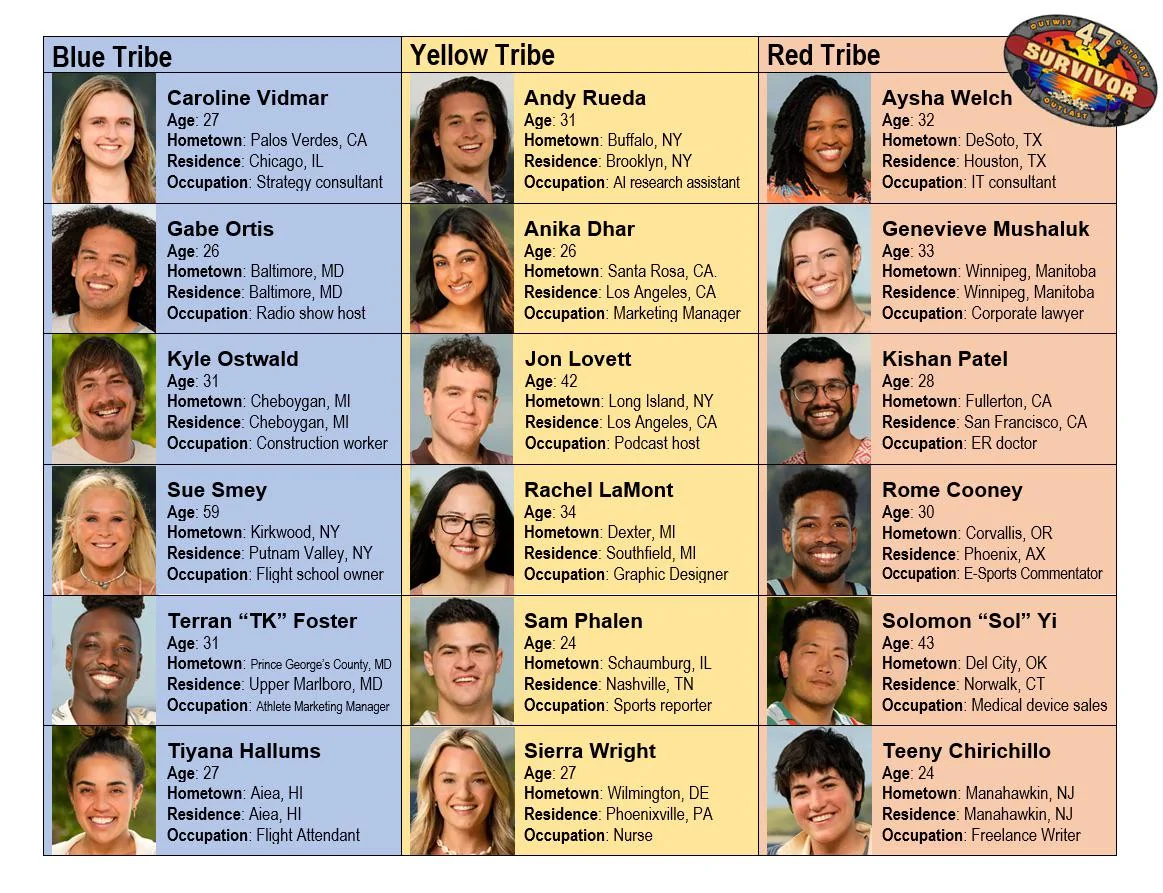 Blue Tribe
Caroline Vidmar
Age: 27
Hometown: Palos Verdes, CA
Residence: Chicago, IL
Occupation: Strategy consultant
Gabe Ortis
Age: 26
Hometown: Baltimore, MD
Residence: Baltimore, MD
Occupation: Radio show host
Kyle Ostwald
Age: 31
Hometown: Cheboygan, MI
Residence: Cheboygan, MI
Occupation: Construction worker
Sue Smey
Age: 59
Hometown: Kirkwood, NY
Residence: Putnam Valley, NY
Occupation: Flight school owner
Terran “TK” Foster
Age: 31
Hometown: Prince George’s County, MD
Residence: Upper Marlboro, MD
Occupation: Athlete Marketing Manager
Tiyana Hallums
Age: 27
Hometown: Aiea, HI
Residence: Aiea, HI
Occupation: Flight Attendant
Yellow Tribe
Andy Rueda
Age: 31
Hometown: Buffalo, NY
Residence: Brooklyn, NY
Occupation: AI research assistant
Anika Dhar
Age: 26
Hometown: Santa Rosa, CA.
Residence: Los Angeles, CA
Occupation: Marketing Manager
Jon Lovett
Age: 42
Hometown: Long Island, NY
Residence: Los Angeles, CA
Occupation: Podcast host
Rachel LaMont
Age: 34
Hometown: Dexter, MI
Residence: Southfield, MI
Occupation: Graphic Designer
Sam Phalen
Age: 24
Hometown: Schaumburg, IL
Residence: Nashville, TN
Occupation: Sports reporter
Sierra Wright
Age: 27
Hometown: Wilmington, DE
Residence: Phoenixville, PA
Occupation: Nurse
Red Tribe
Aysha Welch
Age: 32
Hometown: DeSoto, TX
Residence: Houston, TX
Occupation: IT consultant
Genevieve Mushaluk
Age: 33
Hometown: Winnipeg, Manitoba
Residence: Winnipeg, Manitoba
Occupation: Corporate lawyer
Kishan Patel
Age: 28
Hometown: Fullerton, CA
Residence: San Francisco, CA
Occupation: ER doctor
Rome Cooney
Age: 30
Hometown: Corvallis, OR
Residence: Phoenix, AX
Occupation: E-Sports Commentator
Solomon “Sol” Yi
Age: 43
Hometown: Del City, OK
Residence: Norwalk, CT
Occupation: Medical device sales
Teeny Chirichillo
Age: 24
Hometown: Manahawkin, NJ
Residence: Manahawkin, NJ
Occupation: Freelance Writer
OUTWIT 47 OUTPLAY
SURVIVOR
OUTLAST